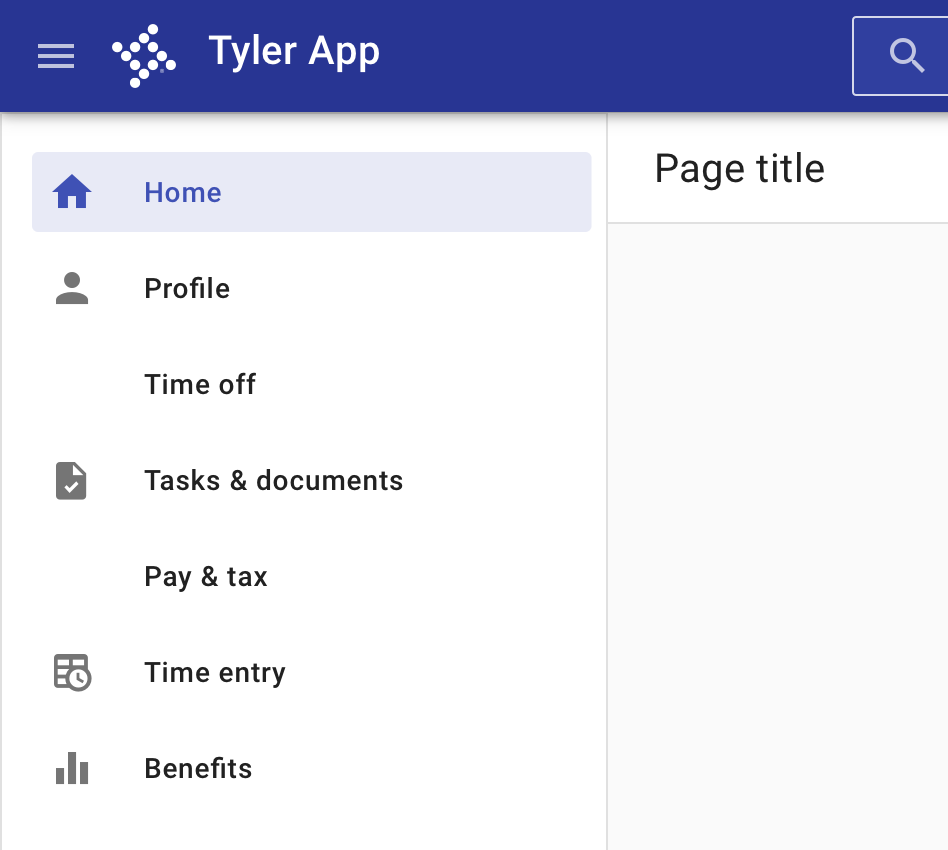 Tyler App
Home
Profile
Time off
Tasks & documents
Pay & tax
Time entry
Benefits
Page title